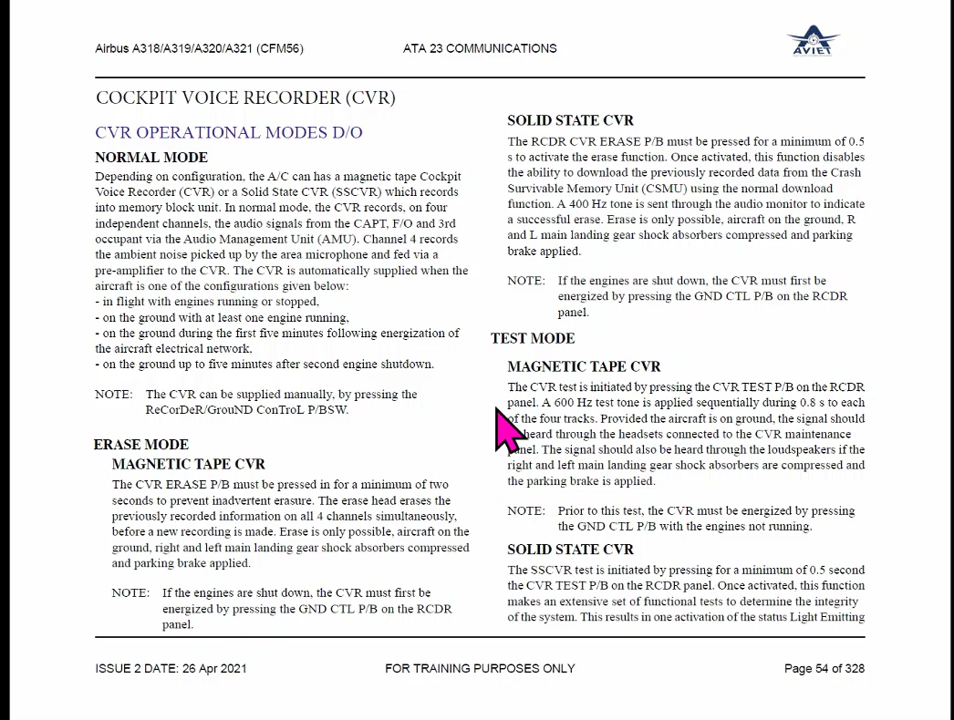 Airbus A318/A319/A320/A321 (CFM56)
ATA 23 COMMUNICATIONS
AVIET
COCKPIT VOICE RECORDER (CVR)
CVR OPERATIONAL MODES D/O
NORMAL MODE
Depending on configuration, the A/C can has a magnetic tape Cockpit
Voice Recorder (CVR) or a Solid State CVR (SSCVR) which records
into memory block unit. In normal mode, the CVR records, on four
independent channels, the audio signals from the CAPT, F/O and 3rd
occupant via the Audio Management Unit (AMU). Channel 4 records
the ambient noise picked up by the area microphone and fed via a
pre-amplifier to the CVR. The CVR is automatically supplied when the
aircraft is one of the configurations given below:
- in flight with engines running or stopped,
- on the ground with at least one engine running,
- on the ground during the first five minutes following energization of
the aircraft electrical network,
- on the ground up to five minutes after second engine shutdown.
NOTE: The CVR can be supplied manually, by pressing the
ReCorDeR/GrouND ConTroL P/BSW.
ERASE MODE
MAGNETIC TAPE CVR
The CVR ERASE P/B must be pressed in for a minimum of two
seconds to prevent inadvertent erasure. The erase head erases the
previously recorded information on all 4 channels simultaneously,
before a new recording is made. Erase is only possible, aircraft on the
ground, right and left main landing gear shock absorbers compressed
and parking brake applied.
NOTE: If the engines are shut down, the CVR must first be
energized by pressing the GND CTL P/B on the RCDR
panel.
SOLID STATE CVR
The RCDR CVR ERASE P/B must be pressed for a minimum of 0.5
s to activate the erase function. Once activated, this function disables
the ability to download the previously recorded data from the Crash
Survivable Memory Unit (CSMU) using the normal download
function. A 400 Hz tone is sent through the audio monitor to indicate
a successful erase. Erase is only possible, aircraft on the ground, R
and L main landing gear shock absorbers compressed and parking
brake applied.
NOTE: If the engines are shut down, the CVR must first be
energized by pressing the GND CTL P/B on the RCDR
panel.
TEST MODE
MAGNETIC TAPE CVR
The CVR test is initiated by pressing the CVR TEST P/B on the RCDR
panel. A 600 Hz test tone is applied sequentially during 0.8 s to each
of the four tracks. Provided the aircraft is on ground, the signal should
heard through the headsets connected to the CVR maintenance
panel. The signal should also be heard through the loudspeakers if the
right and left main landing gear shock absorbers are compressed and
the parking brake is applied.
NOTE: Prior to this test, the CVR must be energized by pressing
the GND CTL P/B with the engines not running.
SOLID STATE CVR
The SSCVR test is initiated by pressing for a minimum of 0.5 second
the CVR TEST P/B on the RCDR panel. Once activated, this function
makes an extensive set of functional tests to determine the integrity
of the system. This results in one activation of the status Light Emitting
ISSUE 2 DATE: 26 Apr 2021
FOR TRAINING PURPOSES ONLY
Page 54 of 328